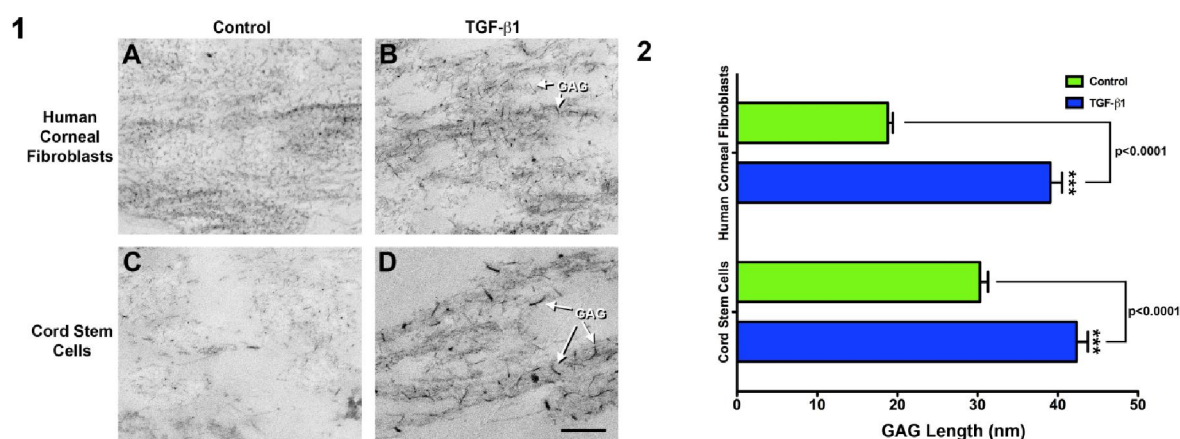 1
Control
TGF-β1
Human
Corneal
Fibroblasts
A
B
GAG
Cord Stem
Cells
C
D
GAG
2
Control
TGF-β1
Human Corneal Fibroblasts
p<0.0001
***
Cord Stem Cells
p<0.0001
***
0 10 20 30 40 50
GAG Length (nm)